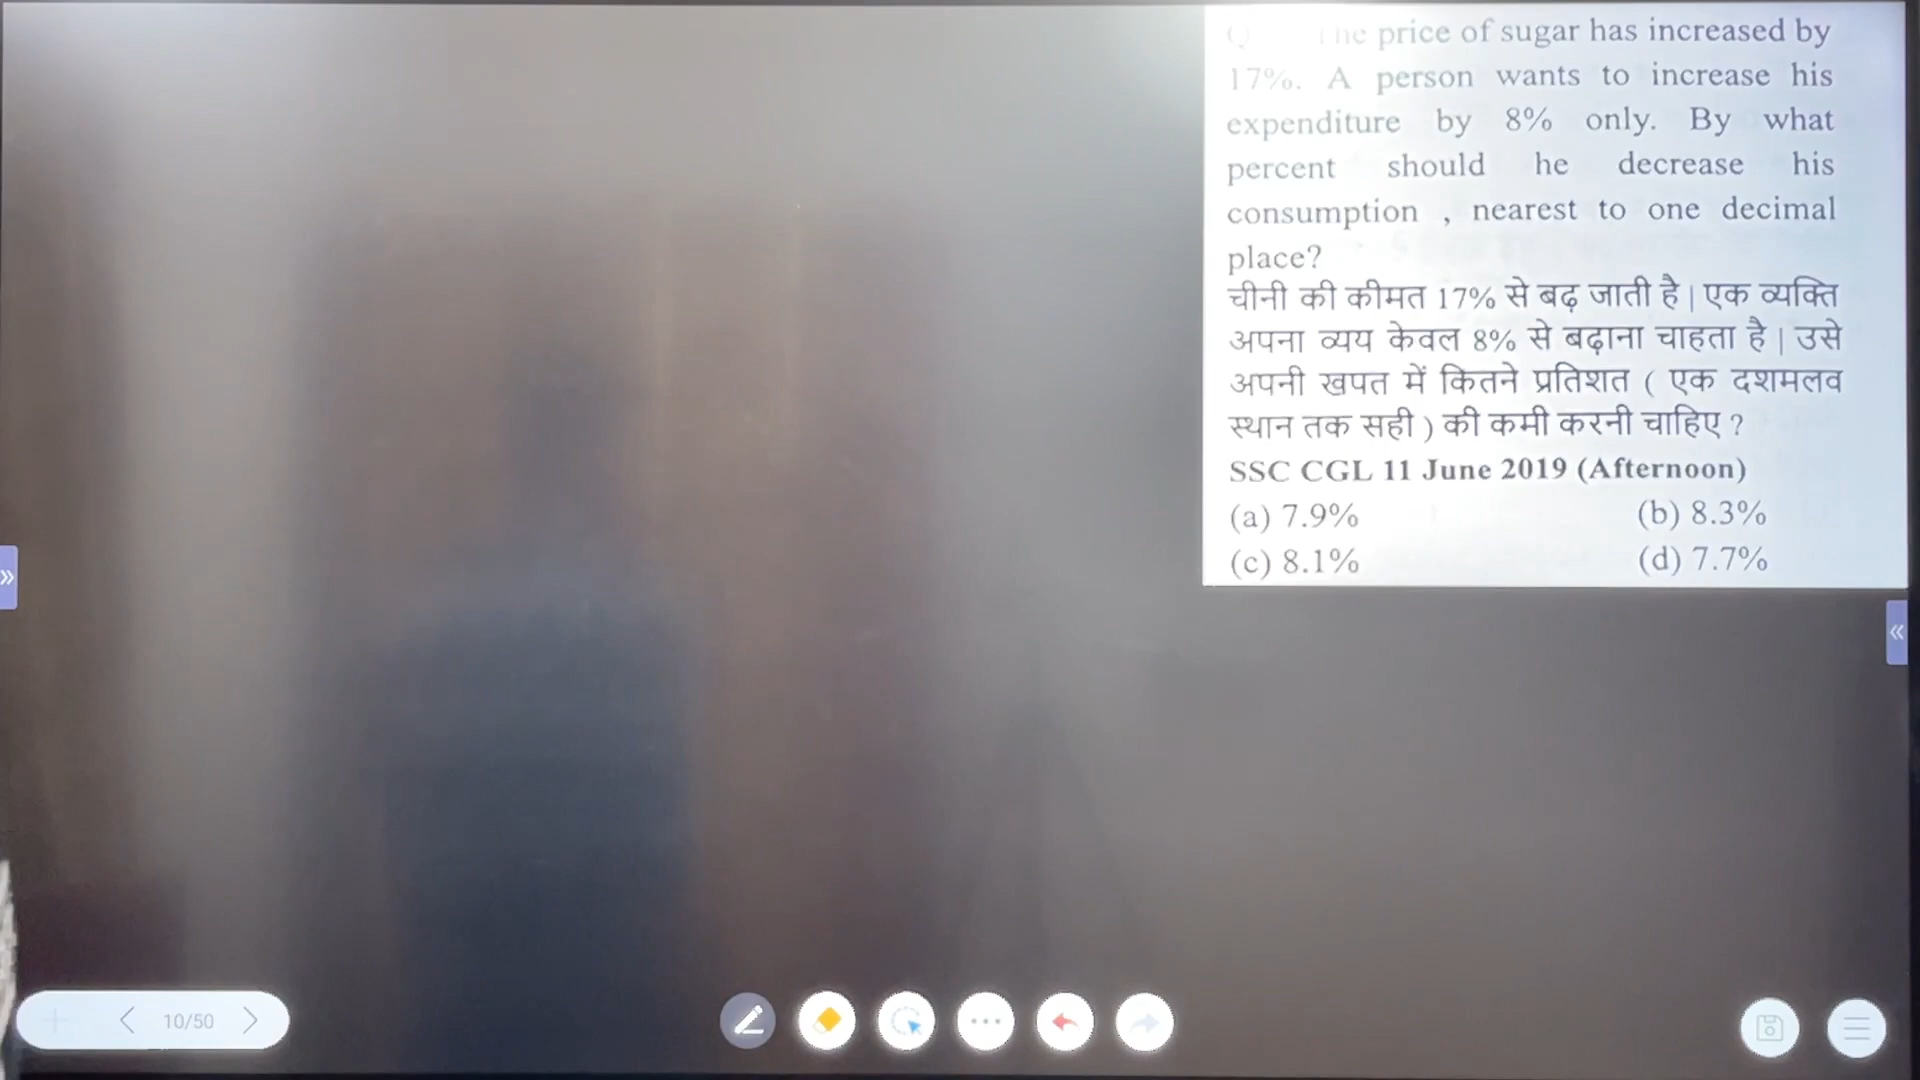 Q The price of sugar has increased by
17%. A person wants to increase his
expenditure by 8% only. By what
percent should he decrease his
consumption , nearest to one decimal
place?
चीनी की कीमत 17% से बढ़ जाती है | एक व्यक्ति
अपना व्यय केवल 8% से बढ़ाना चाहता है | उसे
अपनी खपत में कितने प्रतिशत ( एक दशमलव
स्थान तक सही ) की कमी करनी चाहिए ?
SSC CGL 11 June 2019 (Afternoon)
(a) 7.9% (b) 8.3%
(c) 8.1% (d) 7.7%
10/50